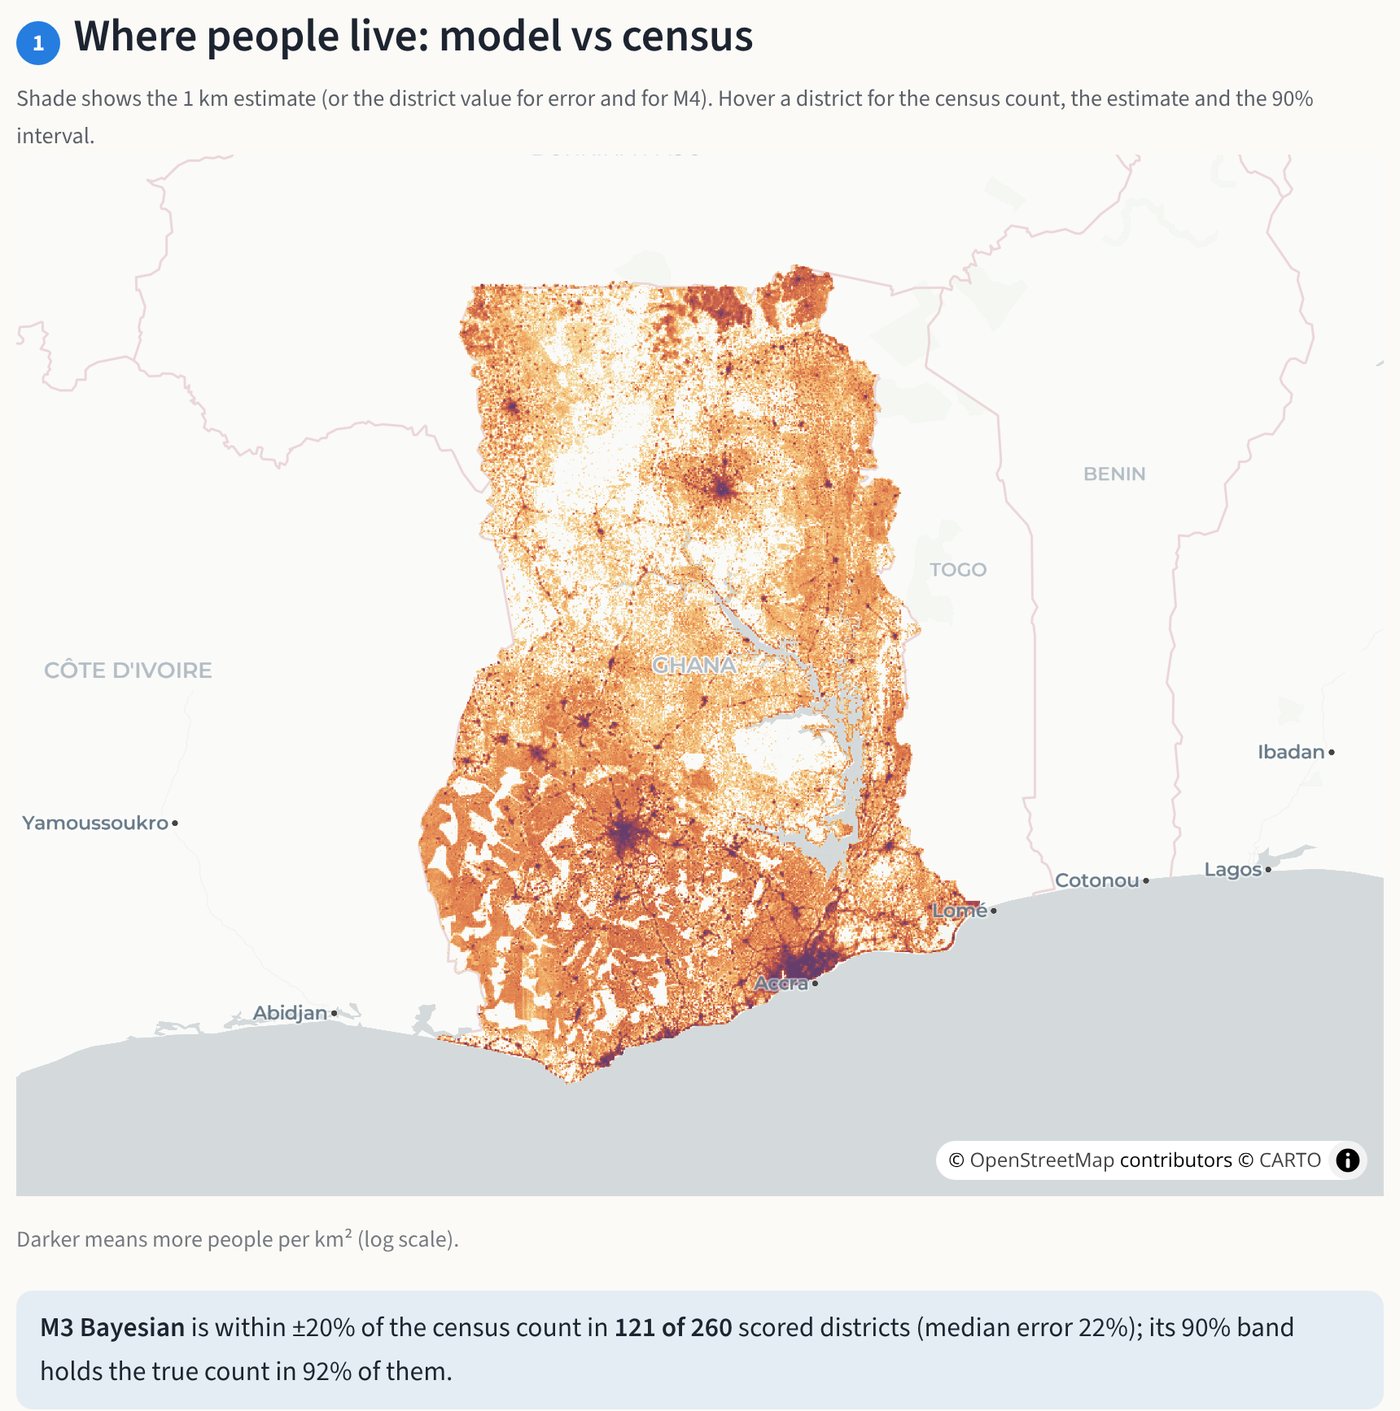 1 Where people live: model vs census
Shade shows the 1 km estimate (or the district value for error and for M4). Hover a district for the census count, the estimate and the 90%
interval.
BENIN
TOGO
GHANA
CÔTE D'IVOIRE
Ibadan
Yamoussoukro
Lagos
Cotonou
Lomé
Accra
Abidjan
© OpenStreetMap contributors © CARTO
Darker means more people per km² (log scale).
M3 Bayesian is within ±20% of the census count in 121 of 260 scored districts (median error 22%); its 90% band
holds the true count in 92% of them.